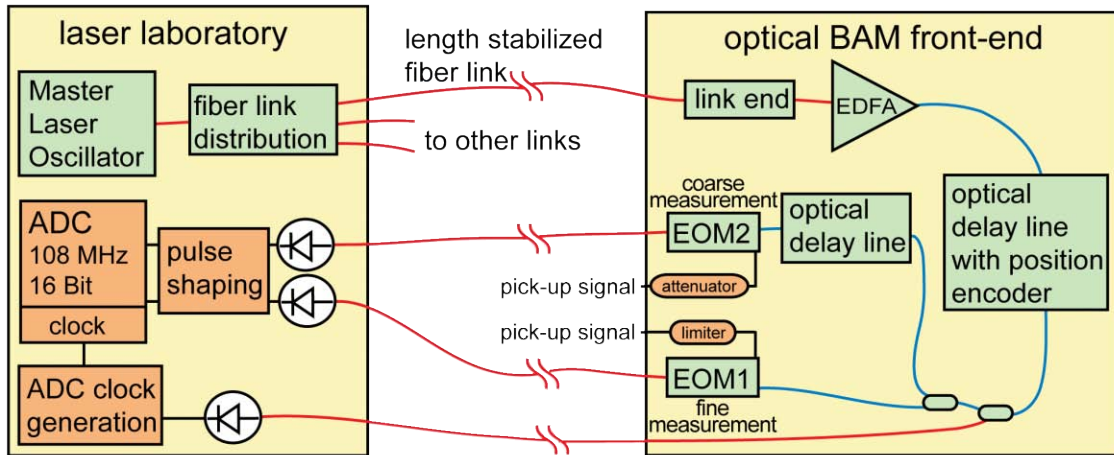 laser laboratory
Master
Laser
Oscillator
fiber link
distribution
length stabilized
fiber link
to other links
ADC
108 MHz
16 Bit
clock
pulse
shaping
ADC clock
generation
optical BAM front-end
link end
EDFA
coarse
measurement
EOM2
optical
delay line
optical
delay line
with position
encoder
pick-up signal
attenuator
pick-up signal
limiter
EOM1
fine
measurement